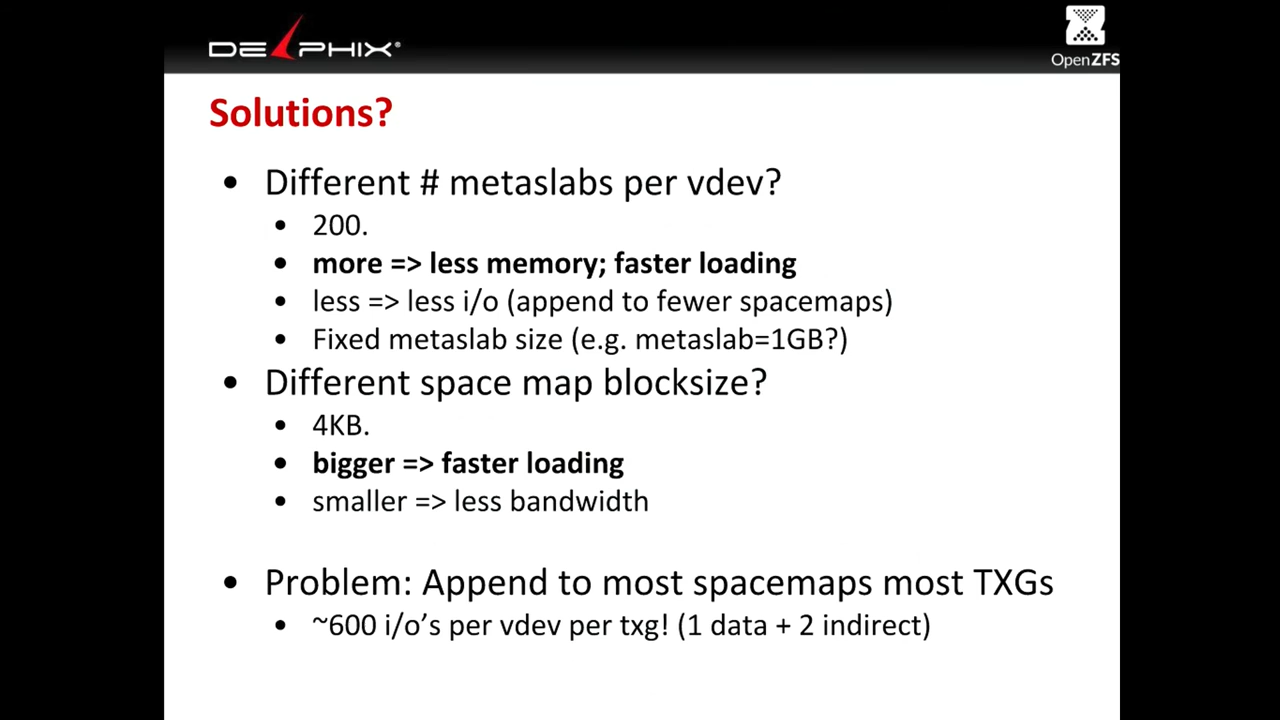 DELPHIX®
OpenZFS
Solutions?
• Different # metaslabs per vdev?
• 200.
• more => less memory; faster loading
• less => less i/o (append to fewer spacemaps)
• Fixed metaslab size (e.g. metaslab=1GB?)
• Different space map blocksize?
• 4KB.
• bigger => faster loading
• smaller => less bandwidth
• Problem: Append to most spacemaps most TXGs
• ~600 i/o’s per vdev per txg! (1 data + 2 indirect)